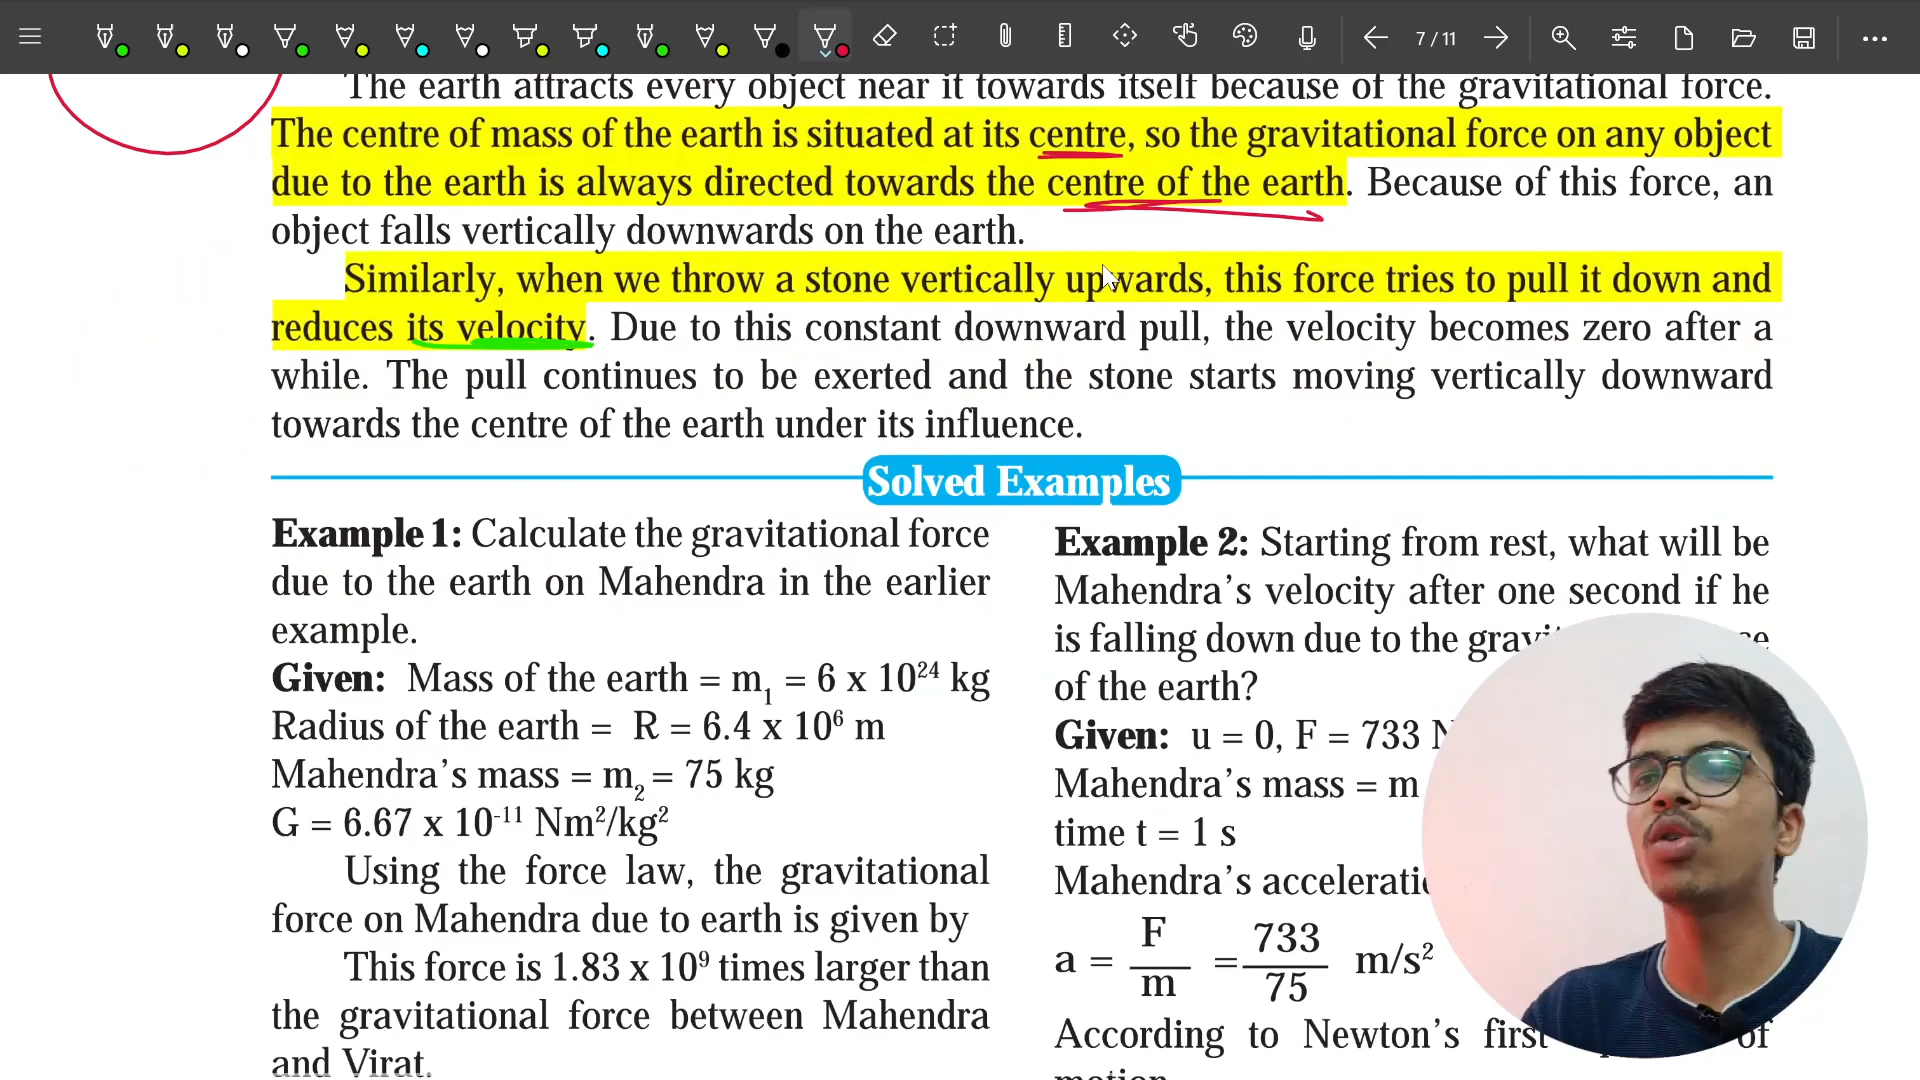 7 / 11
The earth attracts every object near it towards itself because of the gravitational force.
The centre of mass of the earth is situated at its centre, so the gravitational force on any object
due to the earth is always directed towards the centre of the earth. Because of this force, an
object falls vertically downwards on the earth.
Similarly, when we throw a stone vertically upwards, this force tries to pull it down and
reduces its velocity. Due to this constant downward pull, the velocity becomes zero after a
while. The pull continues to be exerted and the stone starts moving vertically downward
towards the centre of the earth under its influence.
Solved Examples
Example 1: Calculate the gravitational force
due to the earth on Mahendra in the earlier
example.
Given: Mass of the earth = m₁ = 6 x 10²⁴ kg
Radius of the earth = R = 6.4 x 10⁶ m
Mahendra's mass = m₂ = 75 kg
G = 6.67 x 10⁻¹¹ Nm²/kg²
Using the force law, the gravitational
force on Mahendra due to earth is given by
This force is 1.83 x 10⁹ times larger than
the gravitational force between Mahendra
and Virat.
Example 2: Starting from rest, what will be
Mahendra's velocity after one second if he
is falling down due to the
of the earth?
Given: u = 0, F = 733 N
Mahendra's mass = m
time t = 1 s
Mahendra's
a = F/m = 733/75 m/s²
According to Newton's first of
motion